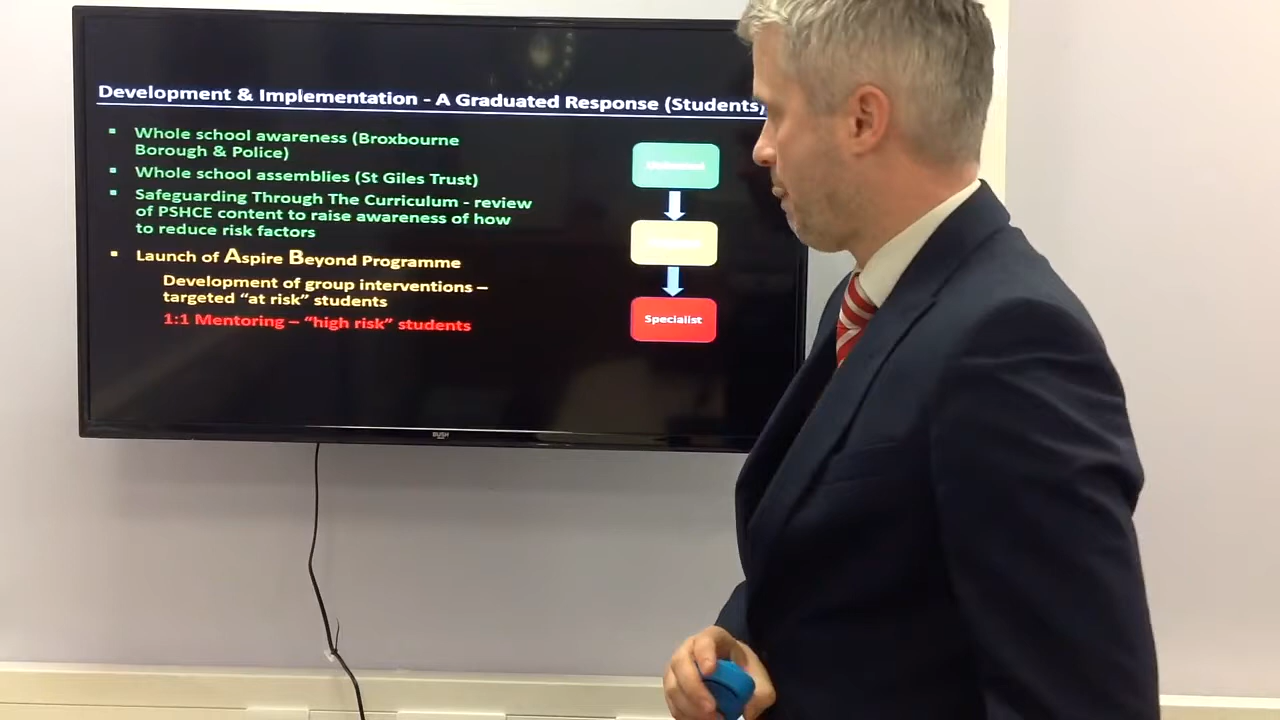 Development & Implementation - A Graduated Response (Students)
▪ Whole school awareness (Broxbourne
Borough & Police)
▪ Whole school assemblies (St Giles Trust)
▪ Safeguarding Through The Curriculum - review
of PSHCE content to raise awareness of how
to reduce risk factors
▪ Launch of Aspire Beyond Programme
Development of group interventions –
targeted “at risk” students
1:1 Mentoring – “high risk” students
Specialist
BUSH